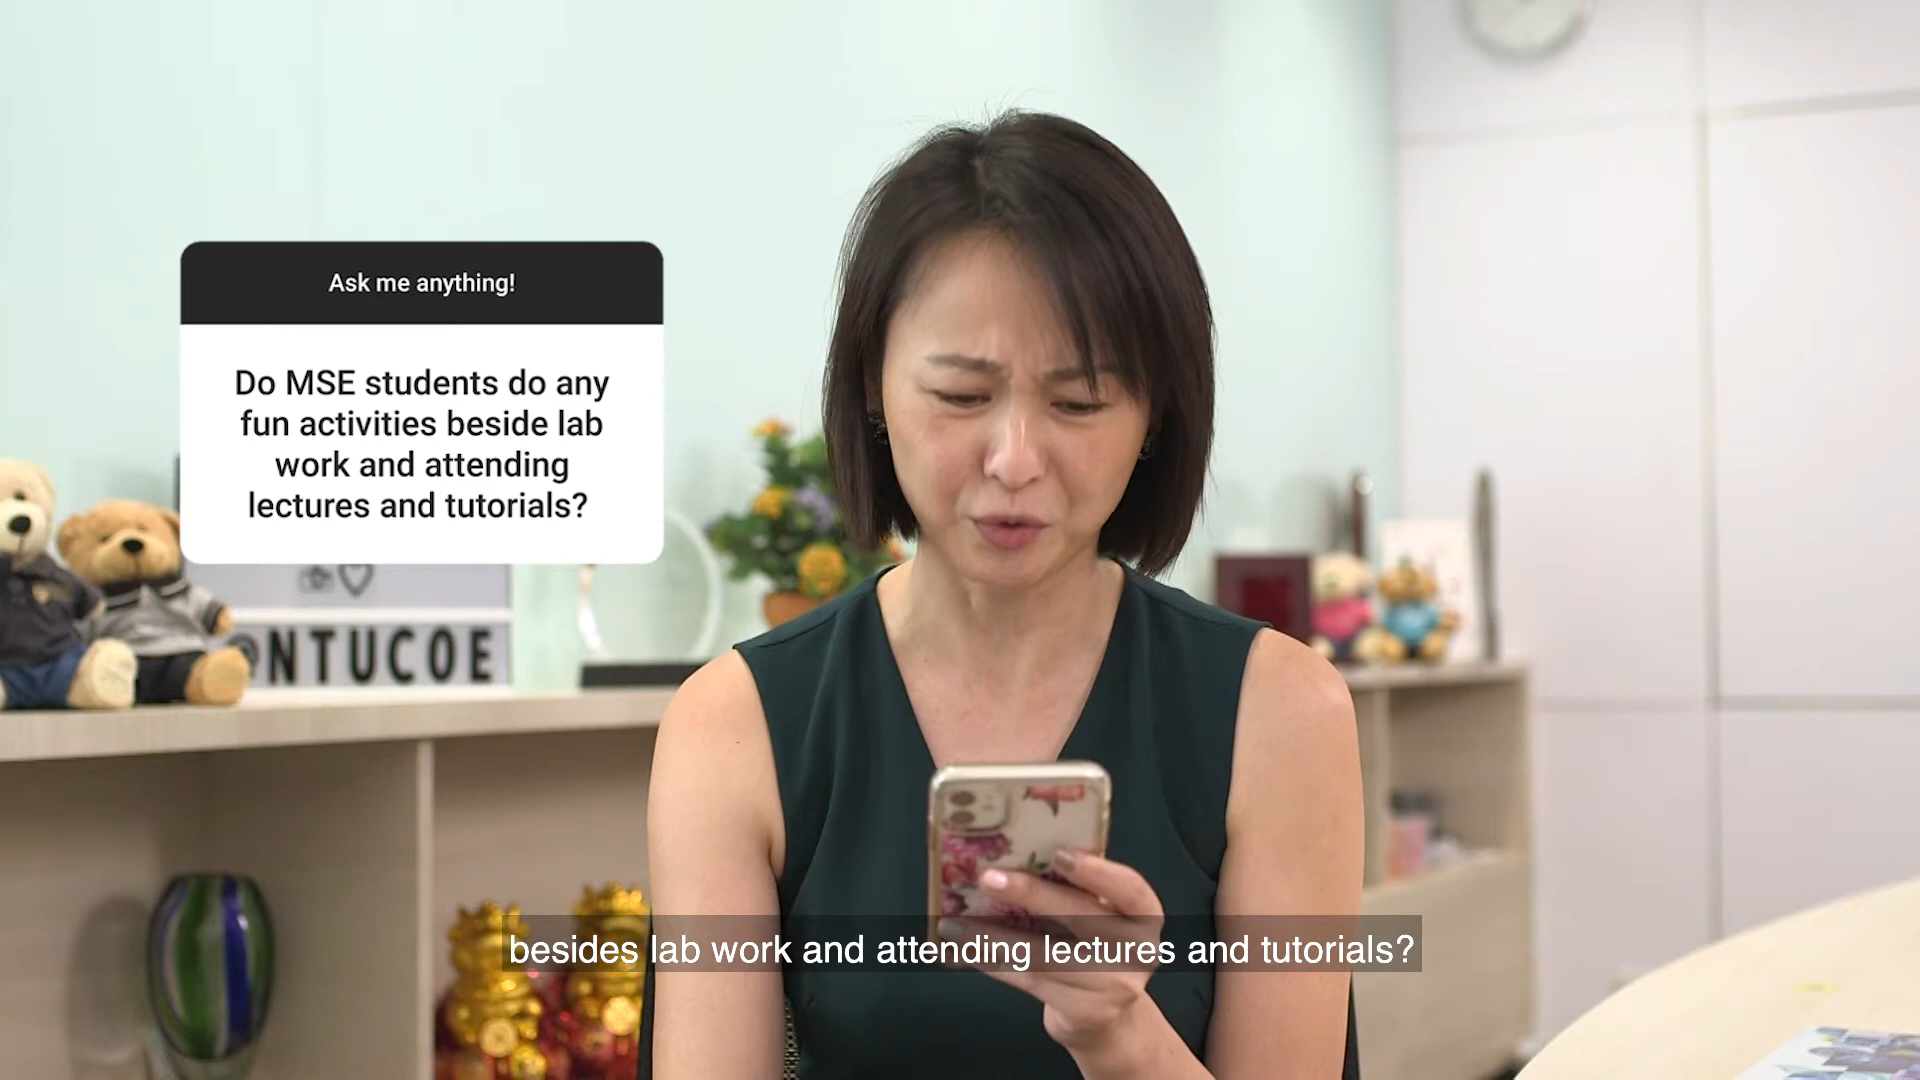 Ask me anything!
Do MSE students do any
fun activities beside lab
work and attending
lectures and tutorials?
@NTUCOE
besides lab work and attending lectures and tutorials?